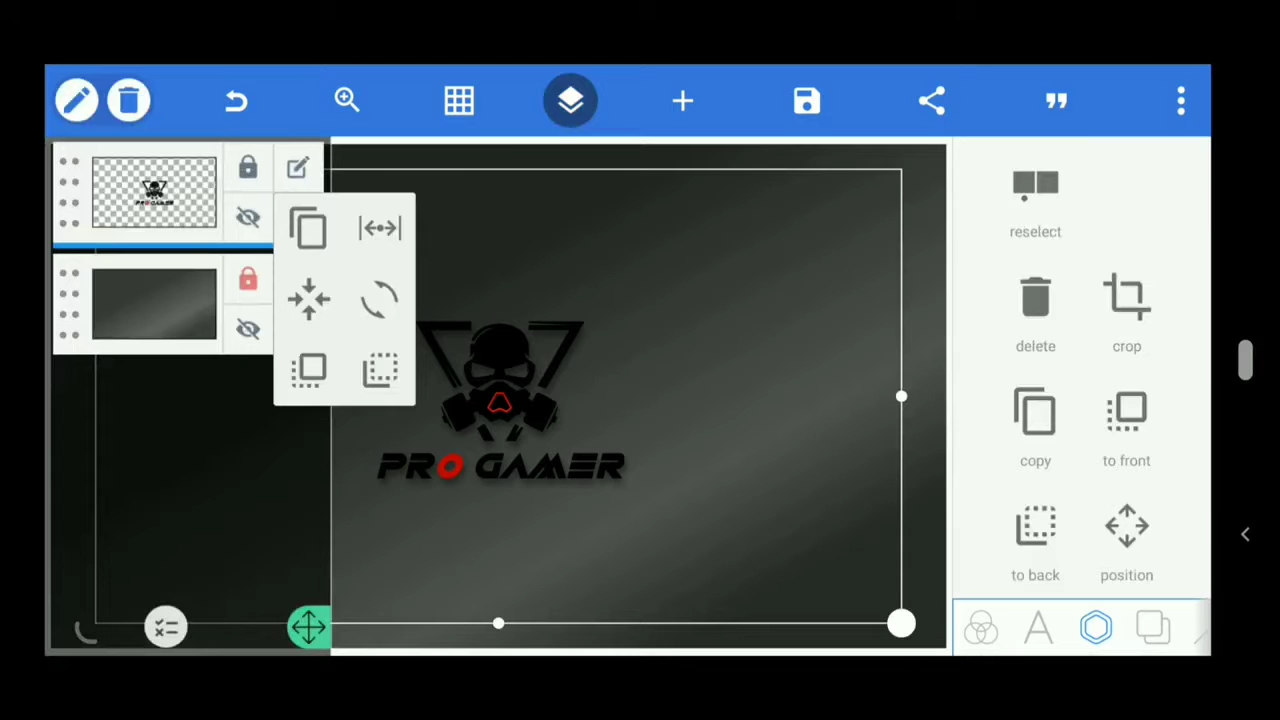 reselect
delete
crop
PRO GAMER
copy
to front
to back
position